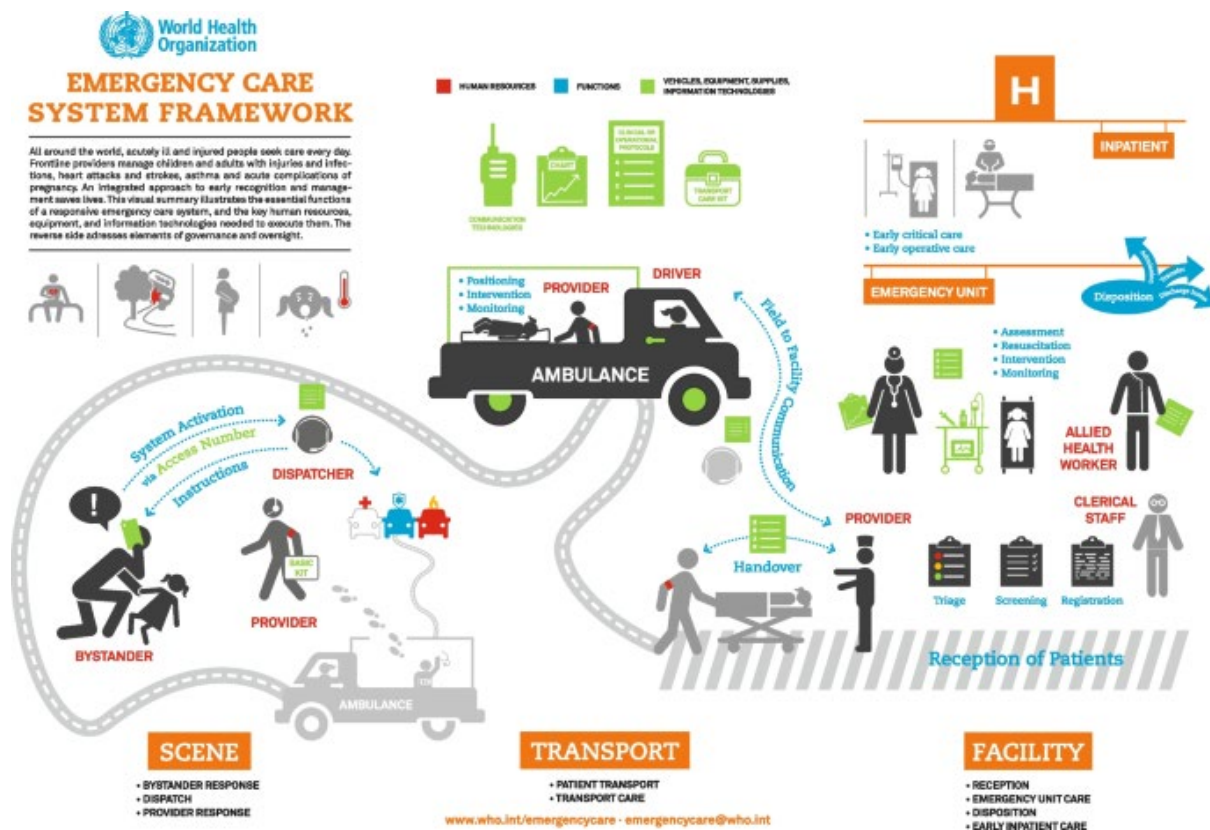 World Health
Organization
EMERGENCY CARE
SYSTEM FRAMEWORK
All around the world, acutely ill and injured people seek care every day.
Frontline providers manage children and adults with injuries and infec-
tions, heart attacks and strokes, asthma and acute complications of
pregnancy. An integrated approach to early recognition and manage-
ment saves lives. This visual summary illustrates the essential functions
of a responsive emergency care system, and the key human resources,
equipment, and information technologies needed to execute them. The
reverse side adresses elements of governance and oversight.
HUMAN RESOURCES
FUNCTIONS
VEHICLES, EQUIPMENT, SUPPLIES,
INFORMATION TECHNOLOGIES
COMMUNICATION
TECHNOLOGIES
CHART
CLINICAL OR
OPERATIONAL
PROTOCOLS
TRANSPORT
CARE KIT
H
INPATIENT
• Early critical care
• Early operative care
EMERGENCY UNIT
Disposition
Transfer
Discharge home
• Assessment
• Resuscitation
• Intervention
• Monitoring
ALLIED
HEALTH
WORKER
CLERICAL
STAFF
• Positioning
• Intervention
• Monitoring
PROVIDER
DRIVER
AMBULANCE
Field to Facility Communication
System Activation
via Access Number
Instructions
DISPATCHER
!
BYSTANDER
BASIC
KIT
PROVIDER
AMBULANCE
Handover
PROVIDER
Triage
Screening
Registration
Reception of Patients
SCENE
• BYSTANDER RESPONSE
• DISPATCH
• PROVIDER RESPONSE
TRANSPORT
• PATIENT TRANSPORT
• TRANSPORT CARE
www.who.int/emergencycare - emergencycare@who.int
FACILITY
• RECEPTION
• EMERGENCY UNIT CARE
• DISPOSITION
• EARLY INPATIENT CARE